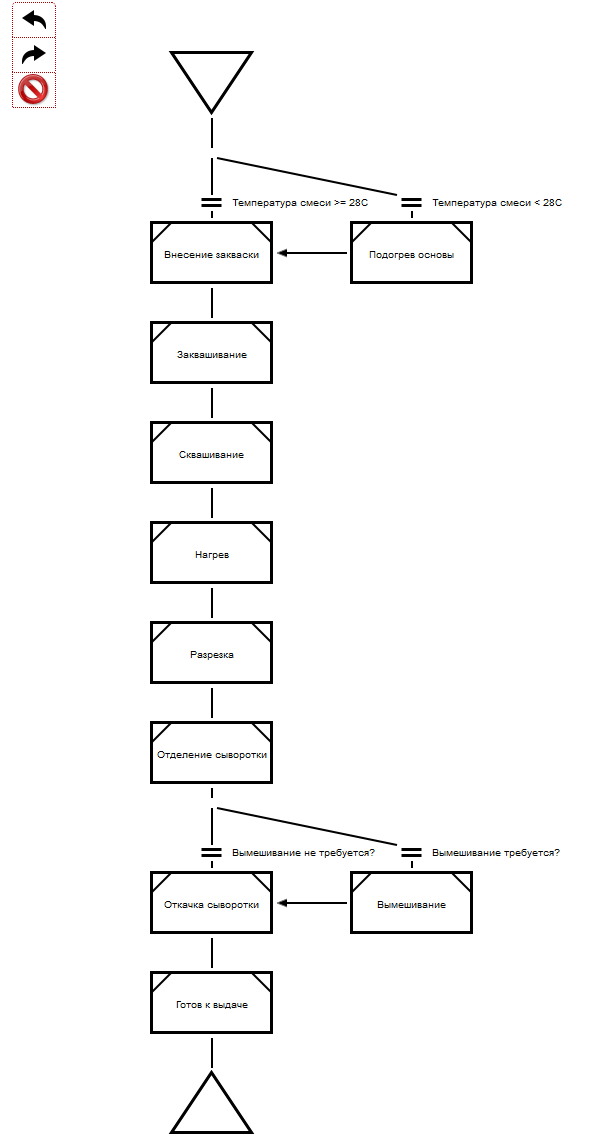 Температура смеси >= 28С
Температура смеси < 28С
Внесение закваски
Подогрев основы
Заквашивание
Сквашивание
Нагрев
Разрезка
Отделение сыворотки
Вымешивание не требуется?
Вымешивание требуется?
Откачка сыворотки
Вымешивание
Готов к выдаче